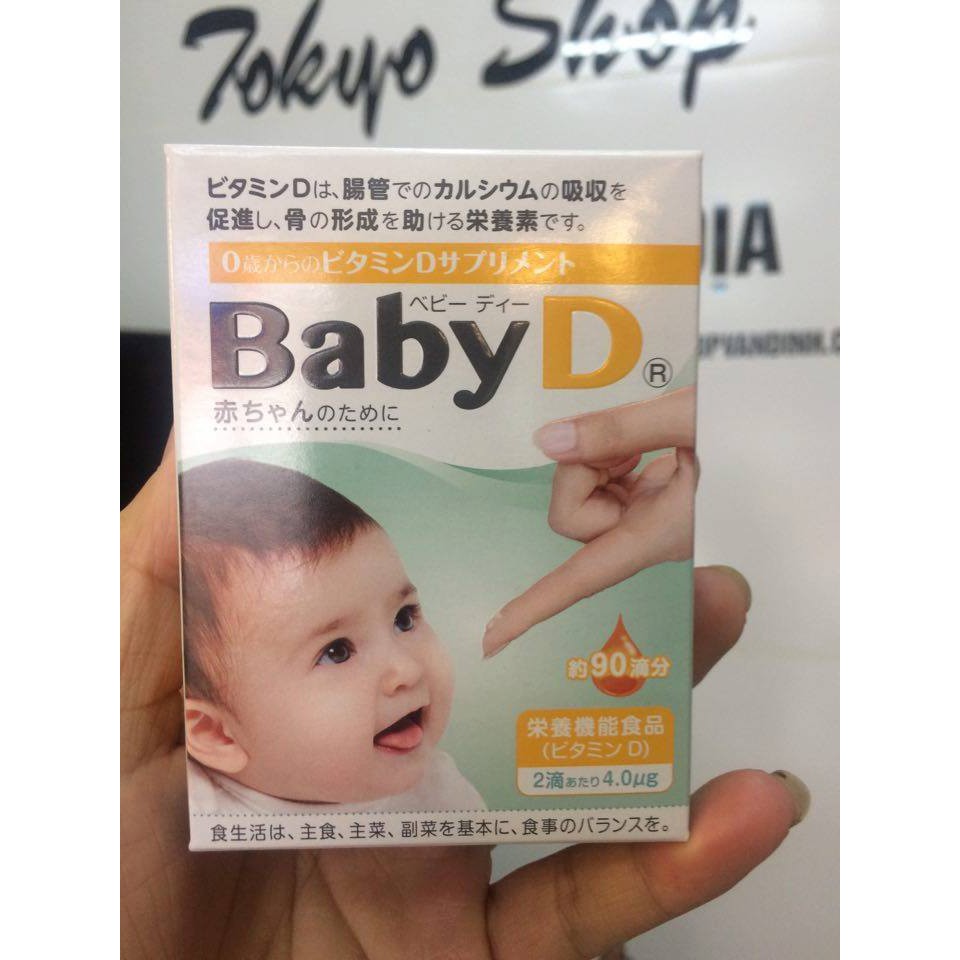 Tokyo Shop
DIA
ビタミンDは、腸管でのカルシウムの吸収を
促進し、骨の形成を助ける栄養素です。
0歳からのビタミンDサプリメント
ベビー ディー
BabyD®
赤ちゃんのために
約90滴分
栄養機能食品
(ビタミン D)
2滴あたり4.0μg
食生活は、主食、主菜、副菜を基本に、食事のバランスを。